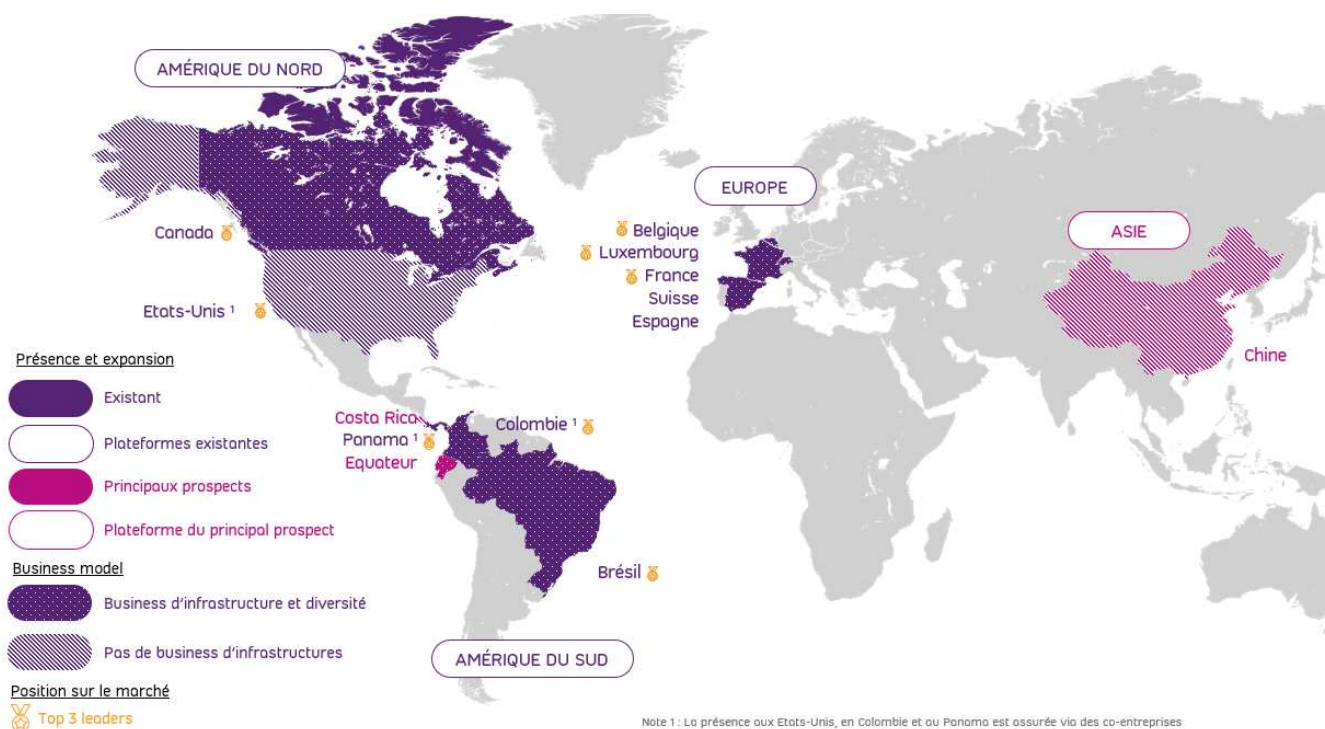 AMÉRIQUE DU NORD
Canada
Etats-Unis ¹
EUROPE
Belgique
Luxembourg
France
Suisse
Espagne
ASIE
Chine
Costa Rica
Panama ¹
Equateur
Colombie ¹
Brésil
AMÉRIQUE DU SUD
Présence et expansion
Existant
Plateformes existantes
Principaux prospects
Plateforme du principal prospect
Business model
Business d'infrastructure et diversité
Pas de business d'infrastructures
Position sur le marché
Top 3 leaders
Note 1 : La présence aux Etats-Unis, en Colombie et au Panama est assurée via des co-entreprises